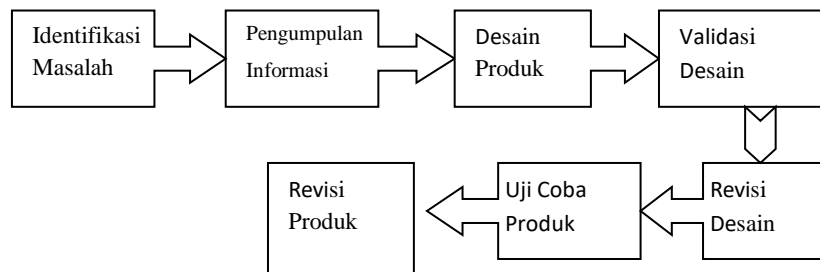 Identifikasi
Masalah
Pengumpulan
Informasi
Desain
Produk
Validasi
Desain
Revisi
Desain
Uji Coba
Produk
Revisi
Produk